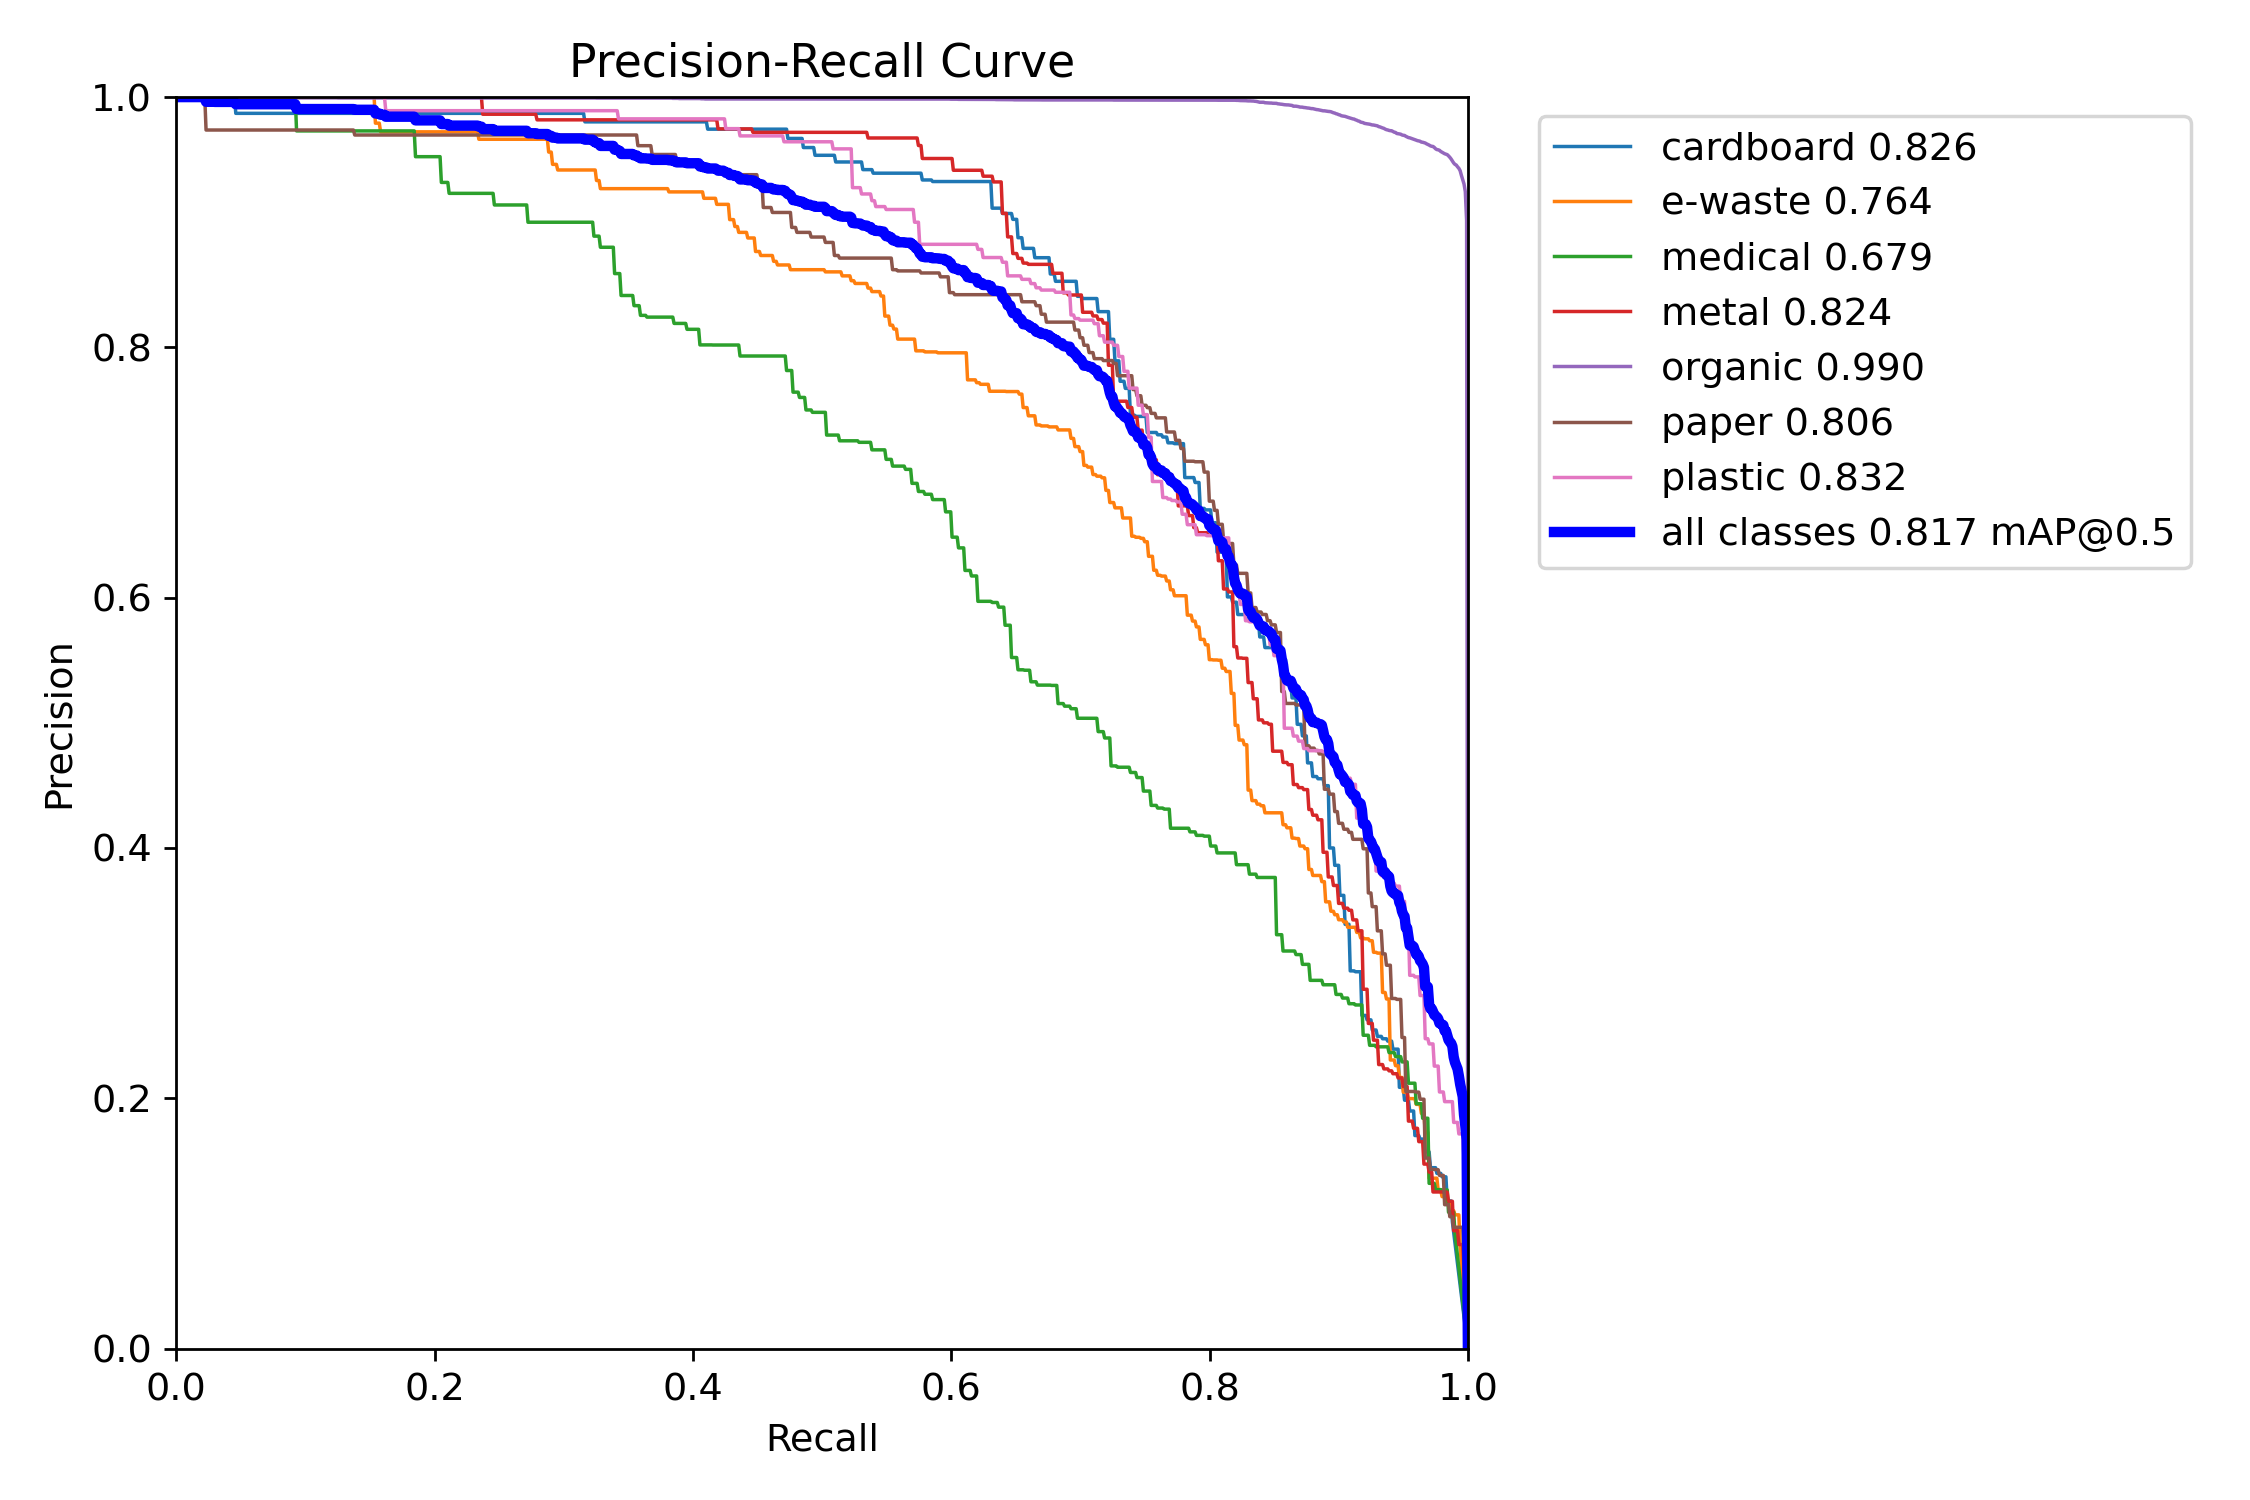 Precision-Recall Curve
1.0
0.8
0.6
0.4
0.2
0.0
Precision
0.0 0.2 0.4 0.6 0.8 1.0
Recall
cardboard 0.826
e-waste 0.764
medical 0.679
metal 0.824
organic 0.990
paper 0.806
plastic 0.832
all classes 0.817 mAP@0.5